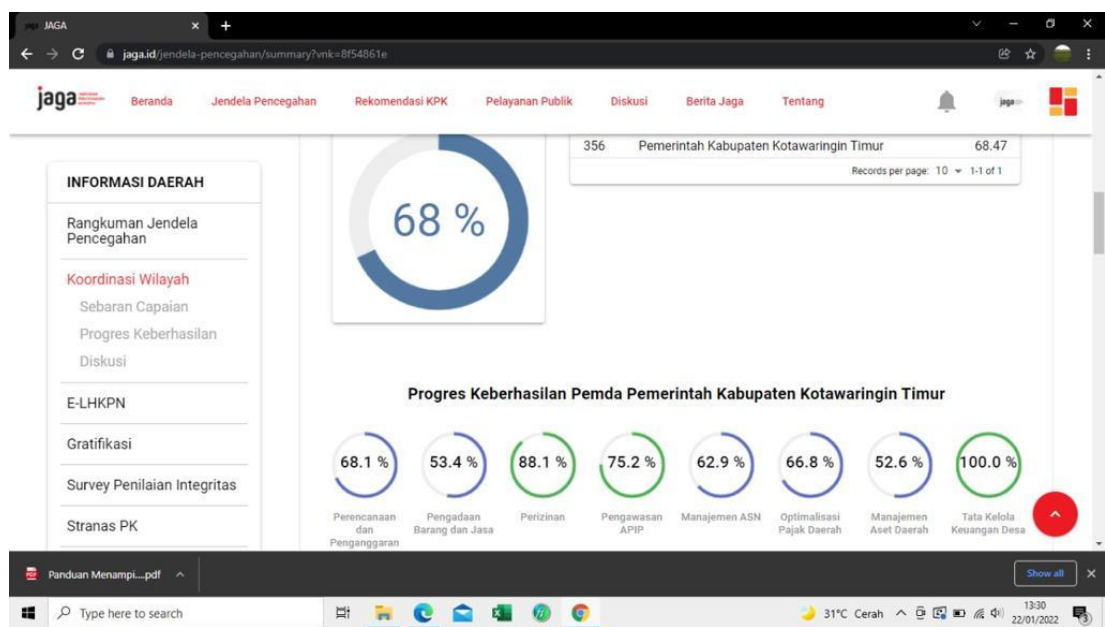 JAGA
jaga.id/jendela-pencegahan/summary?vnk=8f54861e
jaga
Beranda
Jendela Pencegahan
Rekomendasi KPK
Pelayanan Publik
Diskusi
Berita Jaga
Tentang
jaga
356 Pemerintah Kabupaten Kotawaringin Timur 68.47
Records per page: 10 1-1 of 1
68 %
INFORMASI DAERAH
Rangkuman Jendela
Pencegahan
Koordinasi Wilayah
Sebaran Capaian
Progres Keberhasilan
Diskusi
E-LHKPN
Gratifikasi
Survey Penilaian Integritas
Stranas PK
Progres Keberhasilan Pemda Pemerintah Kabupaten Kotawaringin Timur
68.1 %
Perencanaan
dan
Penganggaran
53.4 %
Pengadaan
Barang dan Jasa
88.1 %
Perizinan
75.2 %
Pengawasan
APIP
62.9 %
Manajemen ASN
66.8 %
Optimalisasi
Pajak Daerah
52.6 %
Manajemen
Aset Daerah
100.0 %
Tata Kelola
Keuangan Desa
Panduan Menampi....pdf
Show all
Type here to search
31°C Cerah
13:30
22/01/2022